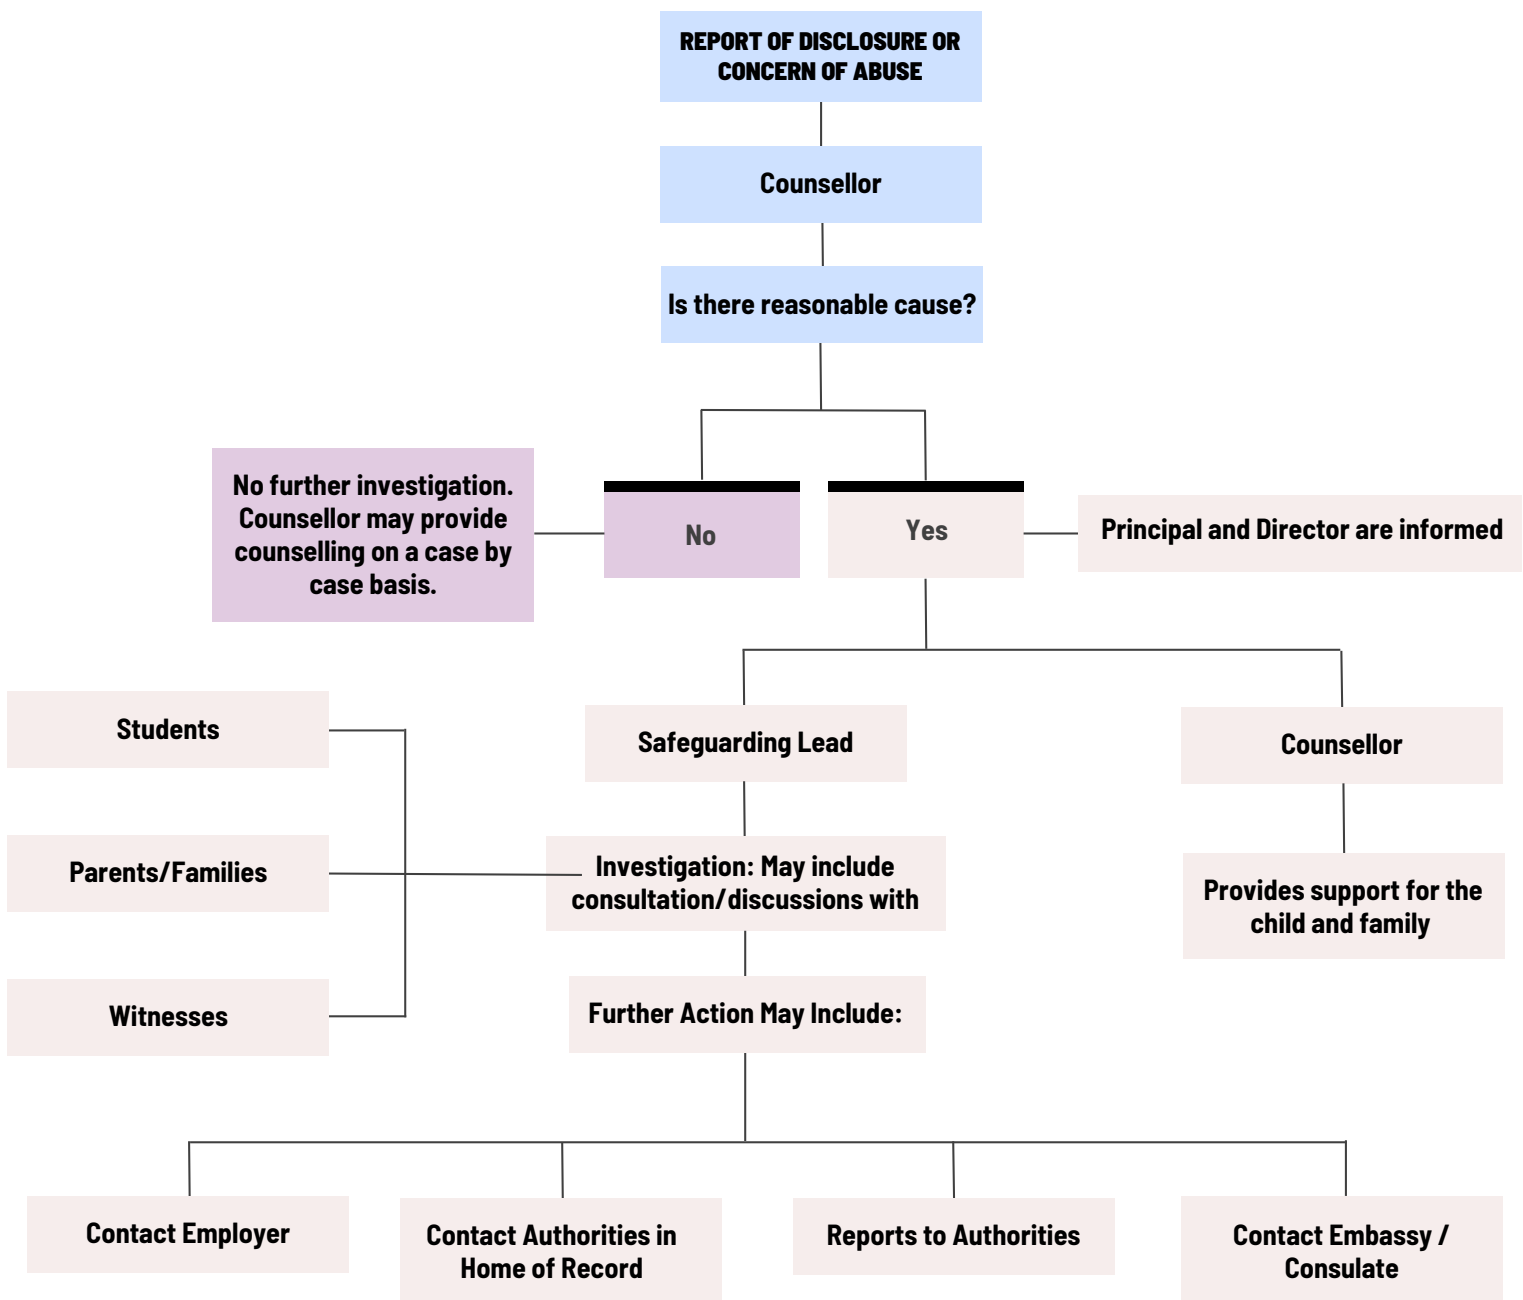 REPORT OF DISCLOSURE OR
CONCERN OF ABUSE
Counsellor
Is there reasonable cause?
No further investigation.
Counsellor may provide
counselling on a case by
case basis.
No
Yes
Principal and Director are informed
Students
Safeguarding Lead
Counsellor
Parents/Families
Investigation: May include
consultation/discussions with
Provides support for the
child and family
Witnesses
Further Action May Include:
Contact Employer
Contact Authorities in
Home of Record
Reports to Authorities
Contact Embassy /
Consulate